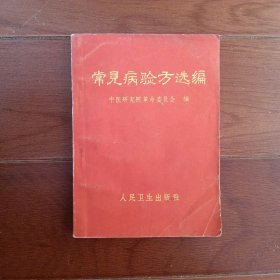 常见病验方选编
中医研究院革命委员会 编
人民卫生出版社